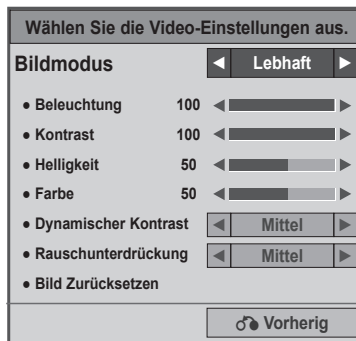 Wählen Sie die Video-Einstellungen aus.
Bildmodus ◄ Lebhaft ►
● Beleuchtung 100
● Kontrast 100
● Helligkeit 50
● Farbe 50
● Dynamischer Kontrast ◄ Mittel ►
● Rauschunterdrückung ◄ Mittel ►
● Bild Zurücksetzen
Vorherig